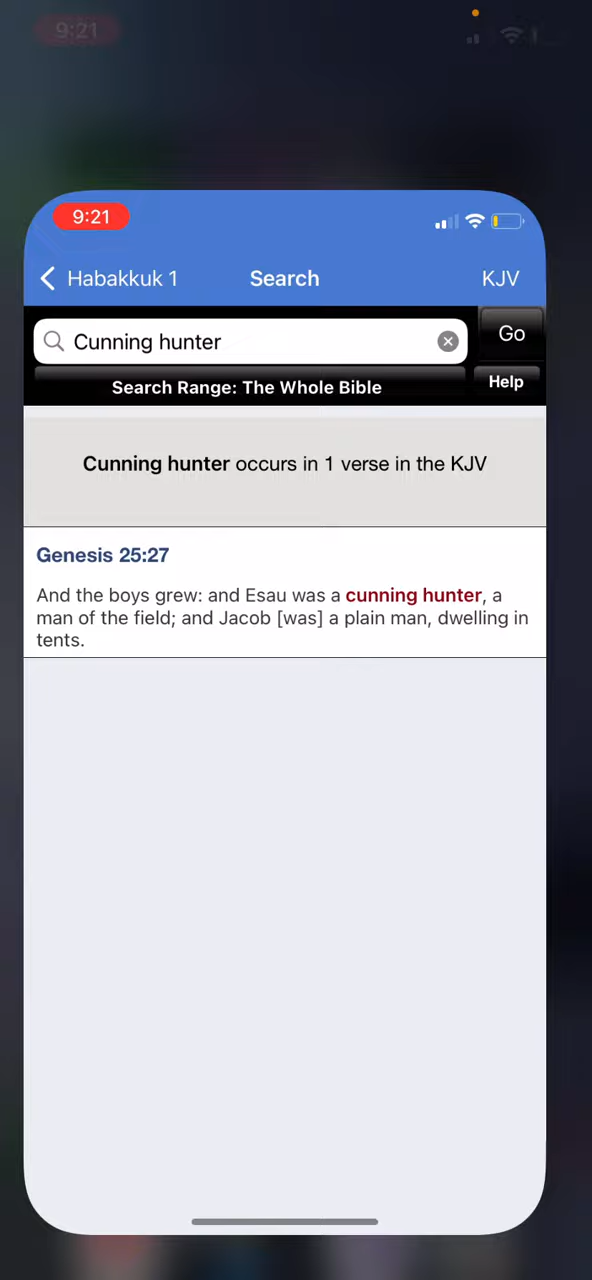 9:21
9:21
Habakkuk 1
Search
KJV
Cunning hunter
Go
Search Range: The Whole Bible
Help
Cunning hunter occurs in 1 verse in the KJV
Genesis 25:27
And the boys grew: and Esau was a cunning hunter, a
man of the field; and Jacob [was] a plain man, dwelling in
tents.